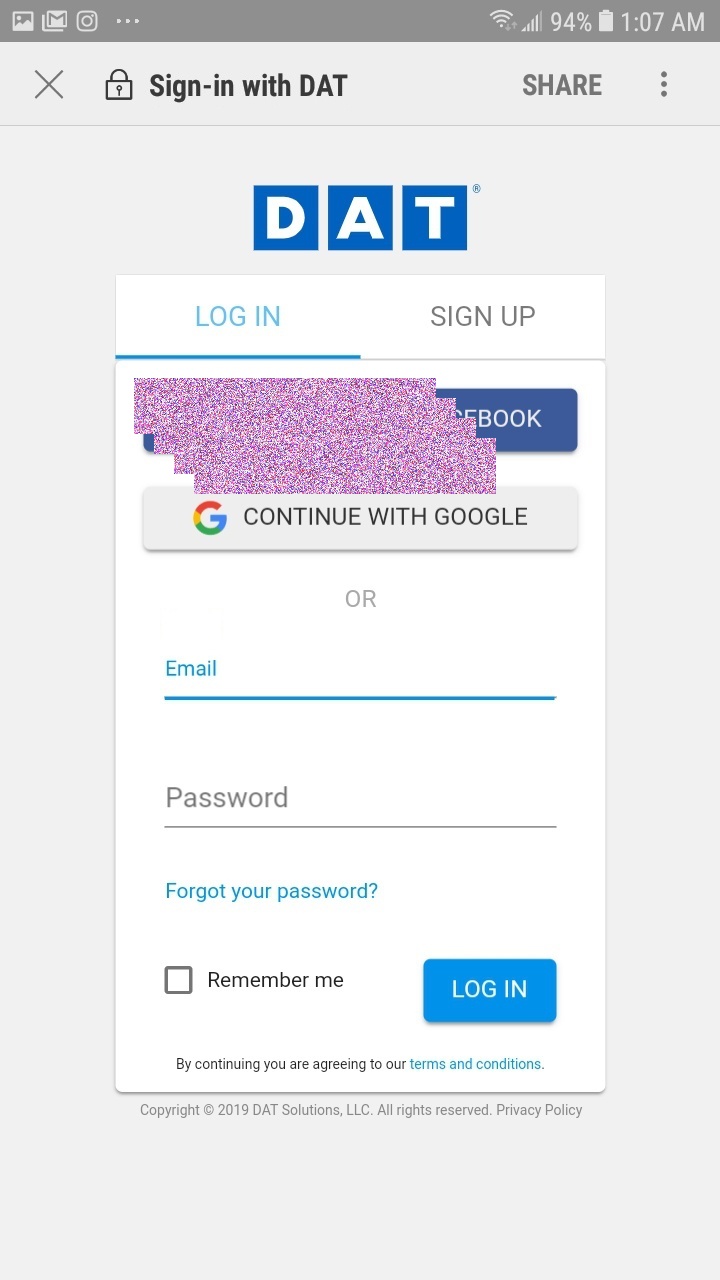 94% 1:07 AM
Sign-in with DAT SHARE
DAT®
LOG IN SIGN UP
CONTINUE WITH GOOGLE
OR
Email
Password
Forgot your password?
Remember me LOG IN
By continuing you are agreeing to our terms and conditions.
Copyright © 2019 DAT Solutions, LLC. All rights reserved. Privacy Policy